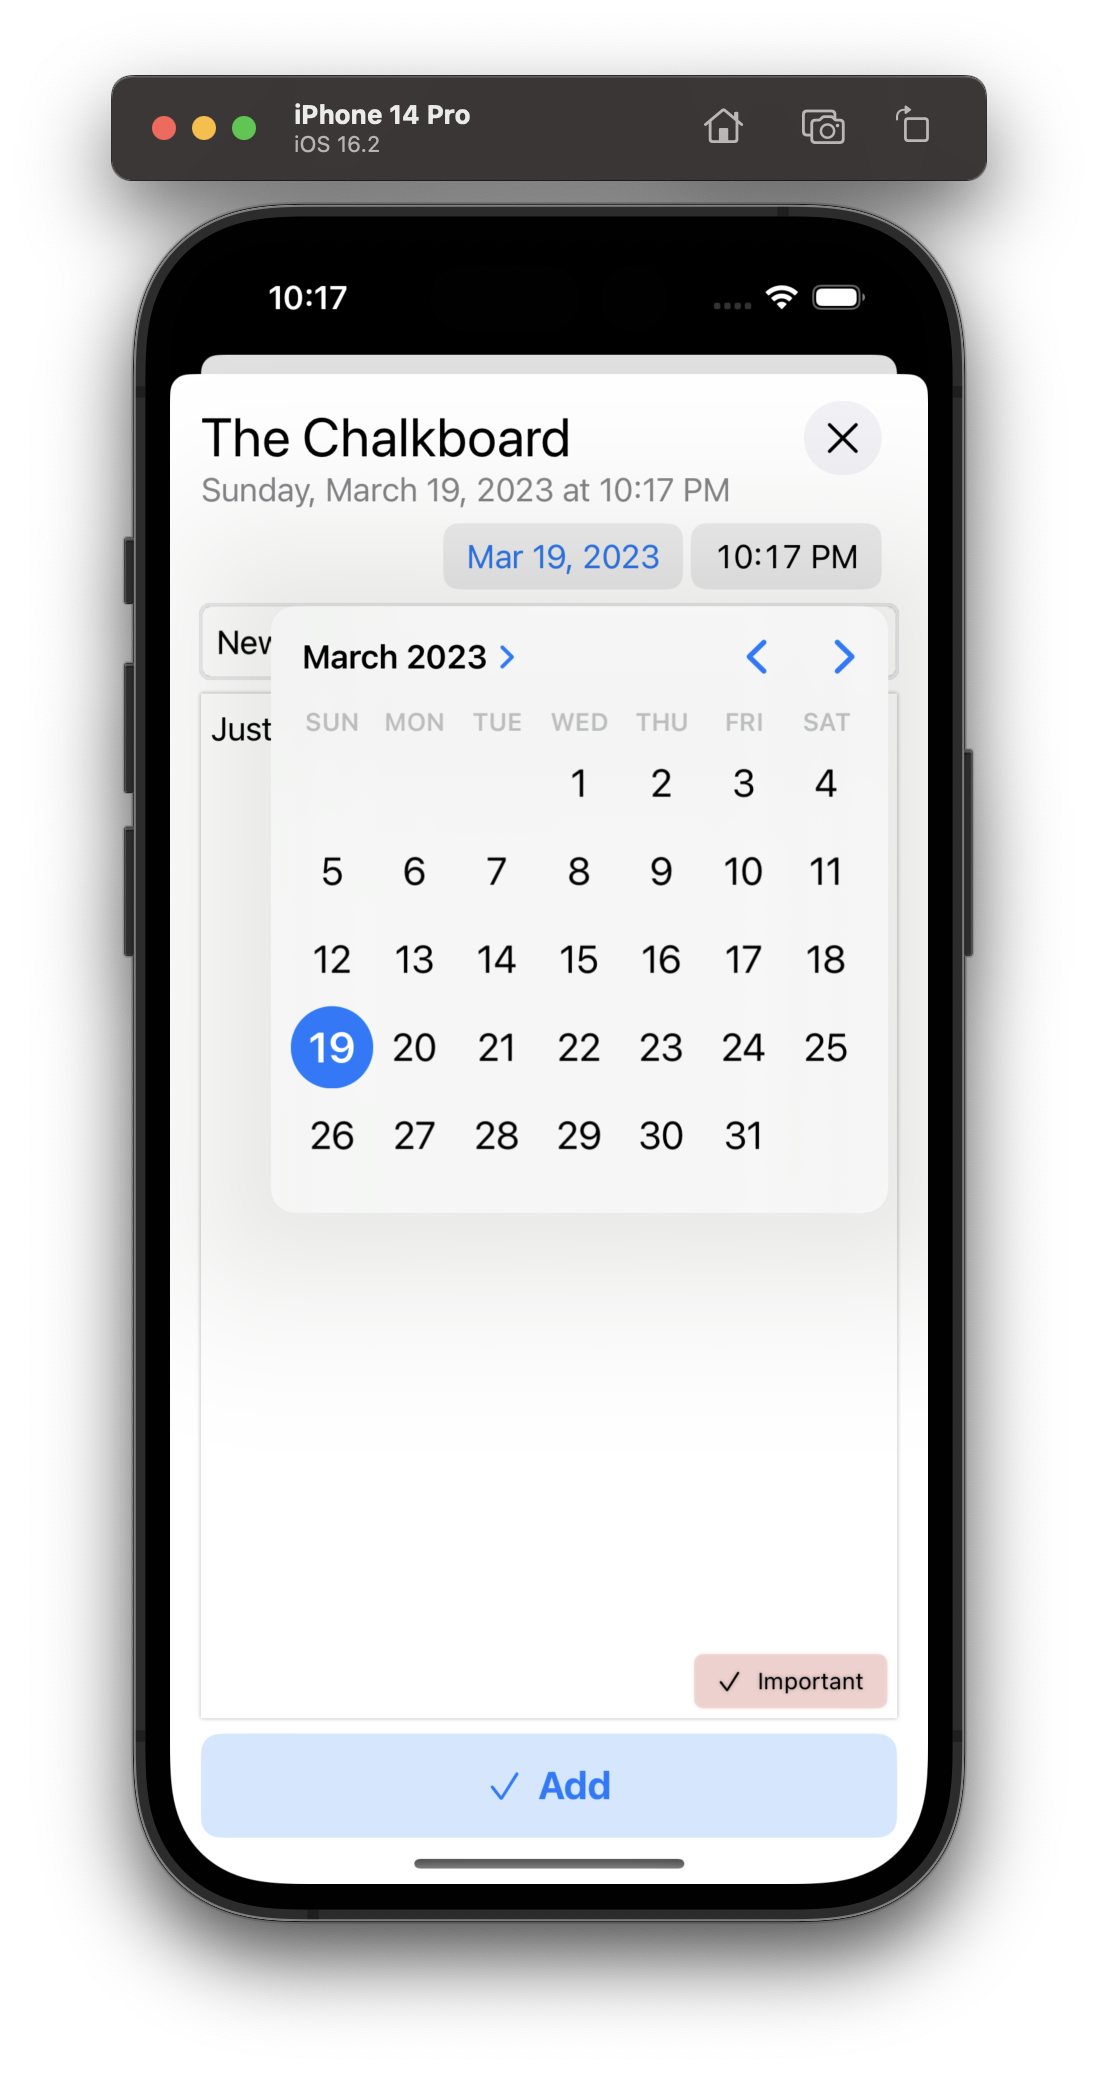 iPhone 14 Pro
iOS 16.2
10:17
The Chalkboard
Sunday, March 19, 2023 at 10:17 PM
Mar 19, 2023 10:17 PM
New
March 2023
SUN MON TUE WED THU FRI SAT
Just
1 2 3 4
5 6 7 8 9 10 11
12 13 14 15 16 17 18
19 20 21 22 23 24 25
26 27 28 29 30 31
Important
Add